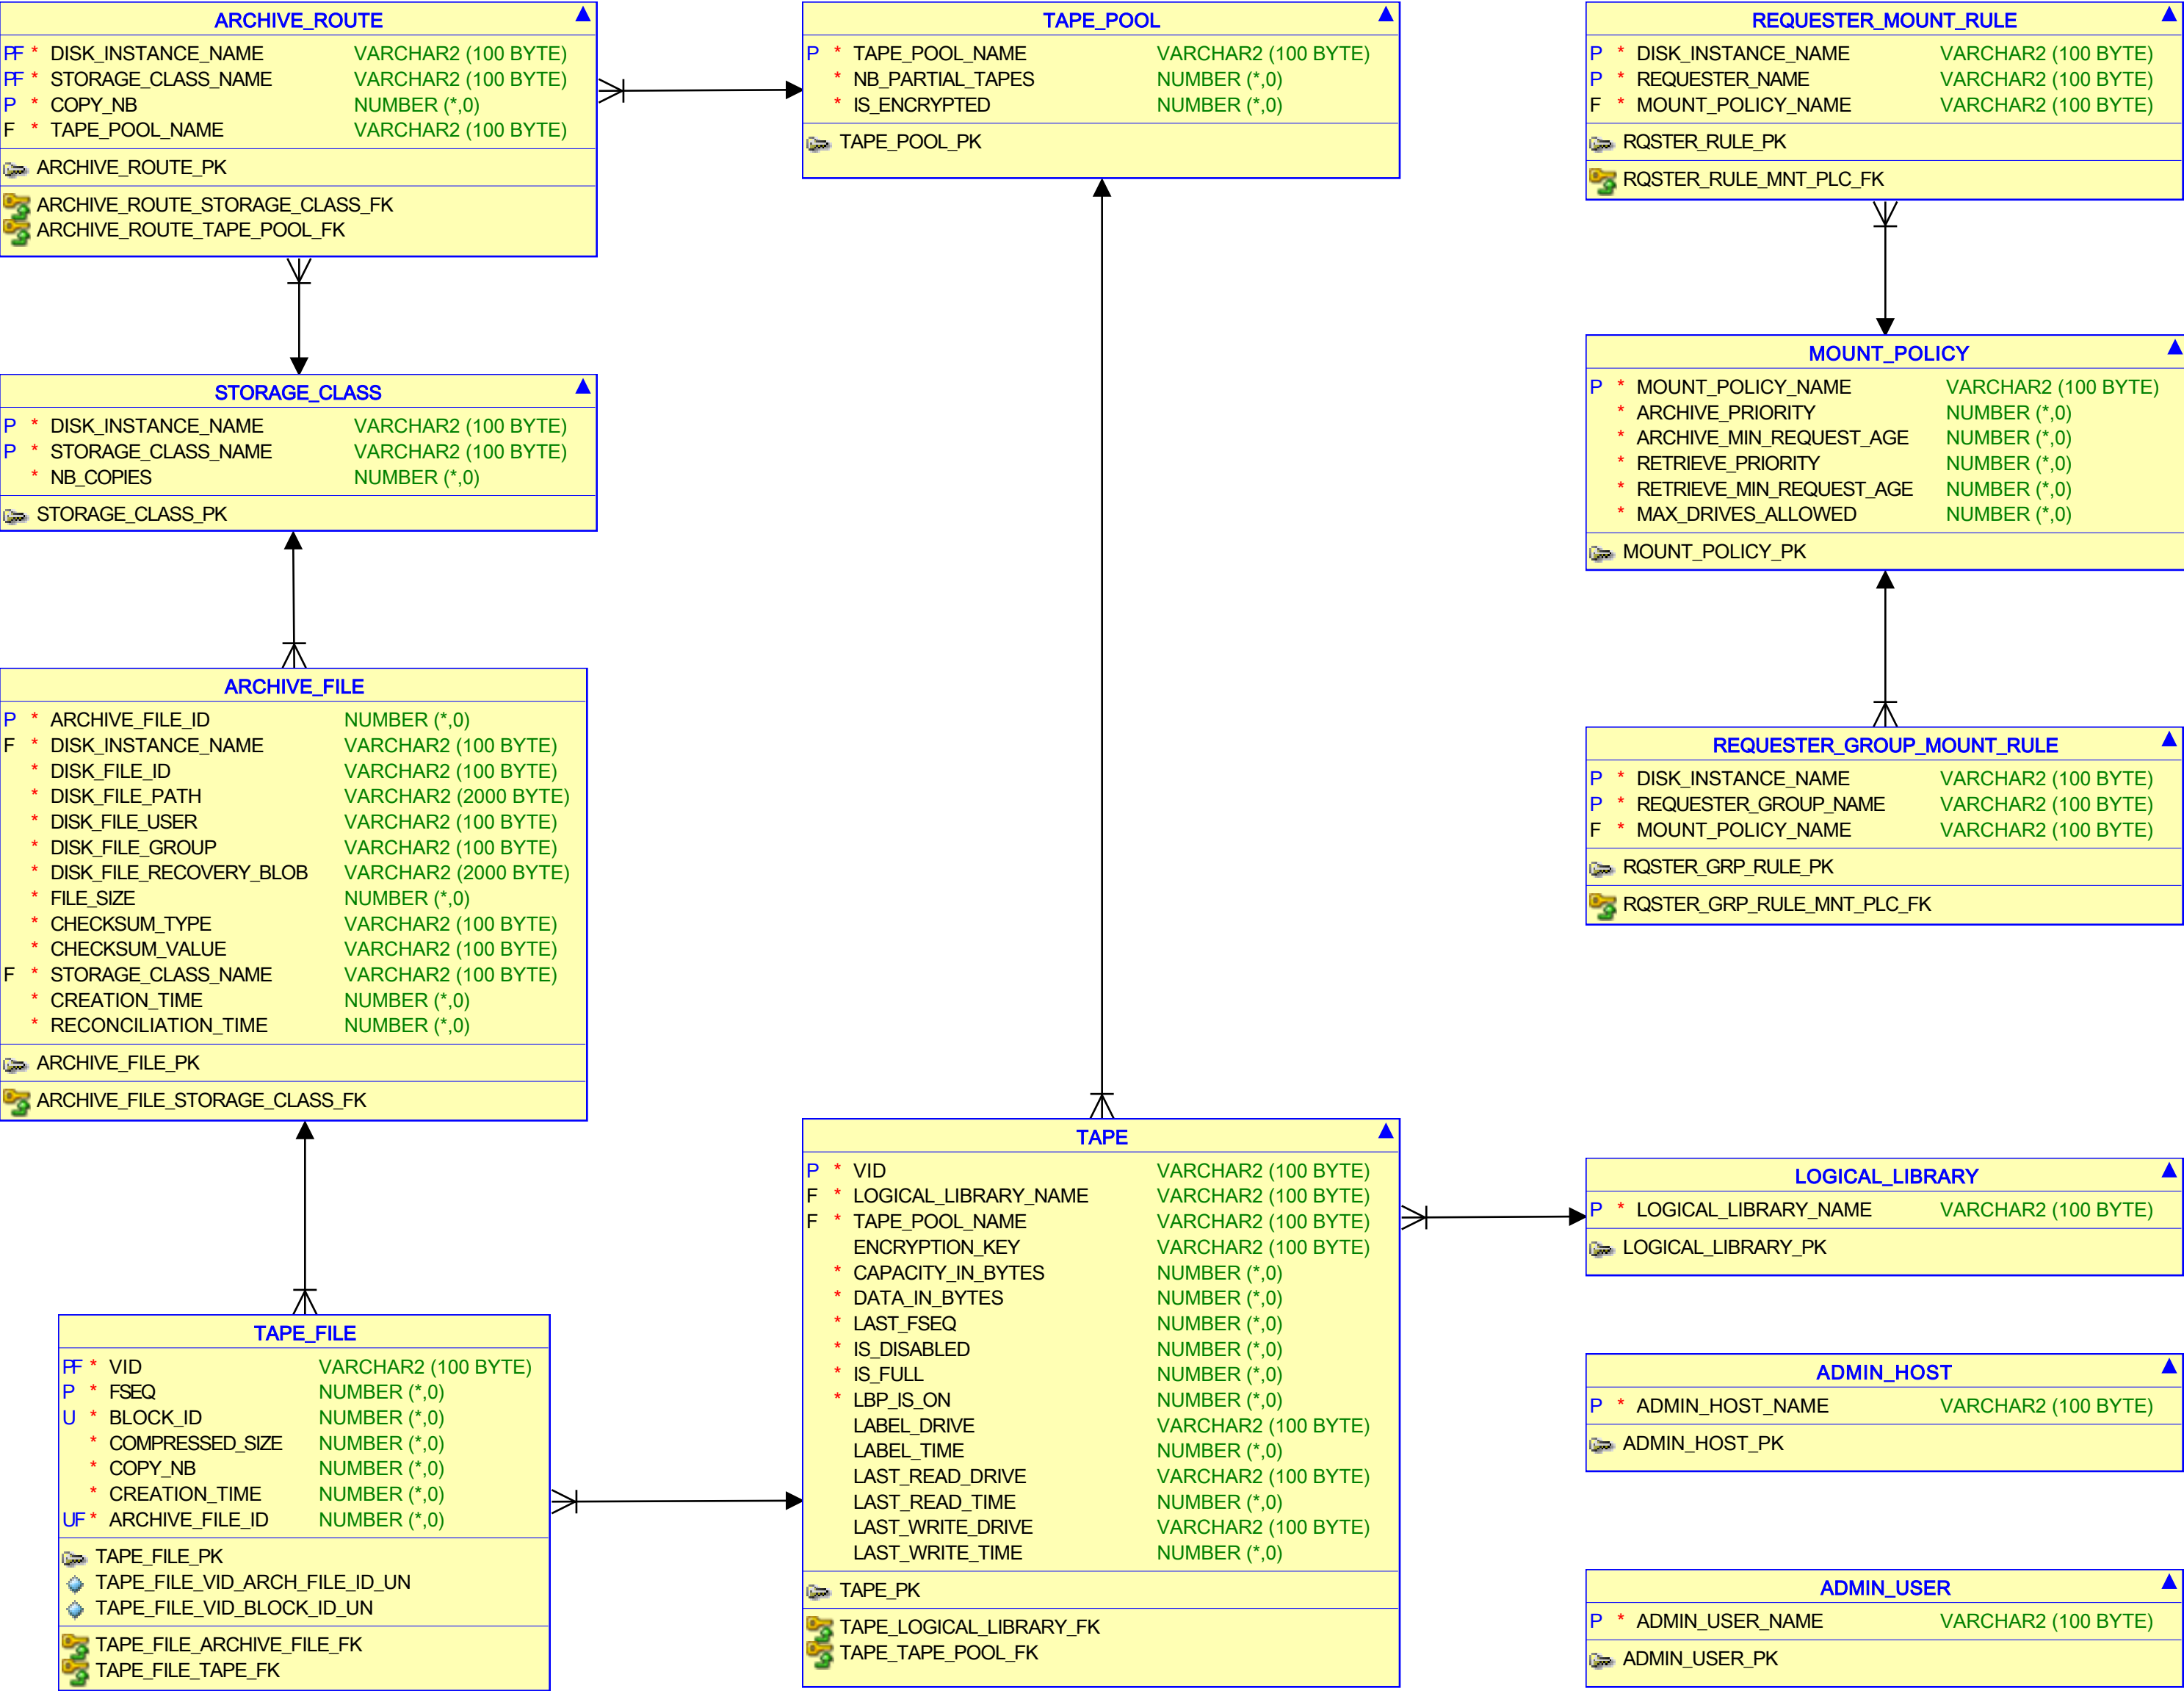 ARCHIVE_ROUTE
PF * DISK_INSTANCE_NAME VARCHAR2 (100 BYTE)
PF * STORAGE_CLASS_NAME VARCHAR2 (100 BYTE)
P * COPY_NB NUMBER (*,0)
F * TAPE_POOL_NAME VARCHAR2 (100 BYTE)
ARCHIVE_ROUTE_PK
ARCHIVE_ROUTE_STORAGE_CLASS_FK
ARCHIVE_ROUTE_TAPE_POOL_FK
TAPE_POOL
P * TAPE_POOL_NAME VARCHAR2 (100 BYTE)
* NB_PARTIAL_TAPES NUMBER (*,0)
* IS_ENCRYPTED NUMBER (*,0)
TAPE_POOL_PK
REQUESTER_MOUNT_RULE
P * DISK_INSTANCE_NAME VARCHAR2 (100 BYTE)
P * REQUESTER_NAME VARCHAR2 (100 BYTE)
F * MOUNT_POLICY_NAME VARCHAR2 (100 BYTE)
RQSTER_RULE_PK
RQSTER_RULE_MNT_PLC_FK
STORAGE_CLASS
P * DISK_INSTANCE_NAME VARCHAR2 (100 BYTE)
P * STORAGE_CLASS_NAME VARCHAR2 (100 BYTE)
* NB_COPIES NUMBER (*,0)
STORAGE_CLASS_PK
MOUNT_POLICY
P * MOUNT_POLICY_NAME VARCHAR2 (100 BYTE)
* ARCHIVE_PRIORITY NUMBER (*,0)
* ARCHIVE_MIN_REQUEST_AGE NUMBER (*,0)
* RETRIEVE_PRIORITY NUMBER (*,0)
* RETRIEVE_MIN_REQUEST_AGE NUMBER (*,0)
* MAX_DRIVES_ALLOWED NUMBER (*,0)
MOUNT_POLICY_PK
ARCHIVE_FILE
P * ARCHIVE_FILE_ID NUMBER (*,0)
F * DISK_INSTANCE_NAME VARCHAR2 (100 BYTE)
* DISK_FILE_ID VARCHAR2 (100 BYTE)
* DISK_FILE_PATH VARCHAR2 (2000 BYTE)
* DISK_FILE_USER VARCHAR2 (100 BYTE)
* DISK_FILE_GROUP VARCHAR2 (100 BYTE)
* DISK_FILE_RECOVERY_BLOB VARCHAR2 (2000 BYTE)
* FILE_SIZE NUMBER (*,0)
* CHECKSUM_TYPE VARCHAR2 (100 BYTE)
* CHECKSUM_VALUE VARCHAR2 (100 BYTE)
F * STORAGE_CLASS_NAME VARCHAR2 (100 BYTE)
* CREATION_TIME NUMBER (*,0)
* RECONCILIATION_TIME NUMBER (*,0)
ARCHIVE_FILE_PK
ARCHIVE_FILE_STORAGE_CLASS_FK
REQUESTER_GROUP_MOUNT_RULE
P * DISK_INSTANCE_NAME VARCHAR2 (100 BYTE)
P * REQUESTER_GROUP_NAME VARCHAR2 (100 BYTE)
F * MOUNT_POLICY_NAME VARCHAR2 (100 BYTE)
RQSTER_GRP_RULE_PK
RQSTER_GRP_RULE_MNT_PLC_FK
TAPE_FILE
PF * VID VARCHAR2 (100 BYTE)
P * FSEQ NUMBER (*,0)
U * BLOCK_ID NUMBER (*,0)
* COMPRESSED_SIZE NUMBER (*,0)
* COPY_NB NUMBER (*,0)
* CREATION_TIME NUMBER (*,0)
UF * ARCHIVE_FILE_ID NUMBER (*,0)
TAPE_FILE_PK
TAPE_FILE_VID_ARCH_FILE_ID_UN
TAPE_FILE_VID_BLOCK_ID_UN
TAPE_FILE_ARCHIVE_FILE_FK
TAPE_FILE_TAPE_FK
TAPE
P * VID VARCHAR2 (100 BYTE)
F * LOGICAL_LIBRARY_NAME VARCHAR2 (100 BYTE)
F * TAPE_POOL_NAME VARCHAR2 (100 BYTE)
ENCRYPTION_KEY VARCHAR2 (100 BYTE)
* CAPACITY_IN_BYTES NUMBER (*,0)
* DATA_IN_BYTES NUMBER (*,0)
* LAST_FSEQ NUMBER (*,0)
* IS_DISABLED NUMBER (*,0)
* IS_FULL NUMBER (*,0)
* LBP_IS_ON NUMBER (*,0)
LABEL_DRIVE VARCHAR2 (100 BYTE)
LABEL_TIME NUMBER (*,0)
LAST_READ_DRIVE VARCHAR2 (100 BYTE)
LAST_READ_TIME NUMBER (*,0)
LAST_WRITE_DRIVE VARCHAR2 (100 BYTE)
LAST_WRITE_TIME NUMBER (*,0)
TAPE_PK
TAPE_LOGICAL_LIBRARY_FK
TAPE_TAPE_POOL_FK
LOGICAL_LIBRARY
P * LOGICAL_LIBRARY_NAME VARCHAR2 (100 BYTE)
LOGICAL_LIBRARY_PK
ADMIN_HOST
P * ADMIN_HOST_NAME VARCHAR2 (100 BYTE)
ADMIN_HOST_PK
ADMIN_USER
P * ADMIN_USER_NAME VARCHAR2 (100 BYTE)
ADMIN_USER_PK